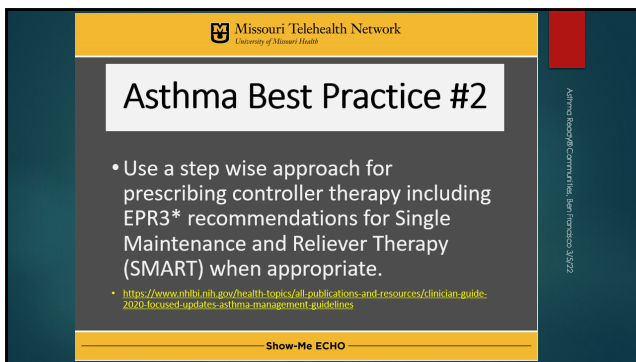 Missouri Telehealth Network
University of Missouri Health
Asthma Best Practice #2
• Use a step wise approach for
prescribing controller therapy including
EPR3* recommendations for Single
Maintenance and Reliever Therapy
(SMART) when appropriate.
• https://www.nhlbi.nih.gov/health-topics/all-publications-and-resources/clinician-guide-
2020-focused-updates-asthma-management-guidelines
Show-Me ECHO
Asthma Ready® Communities, Ben Francisco 3/5/22